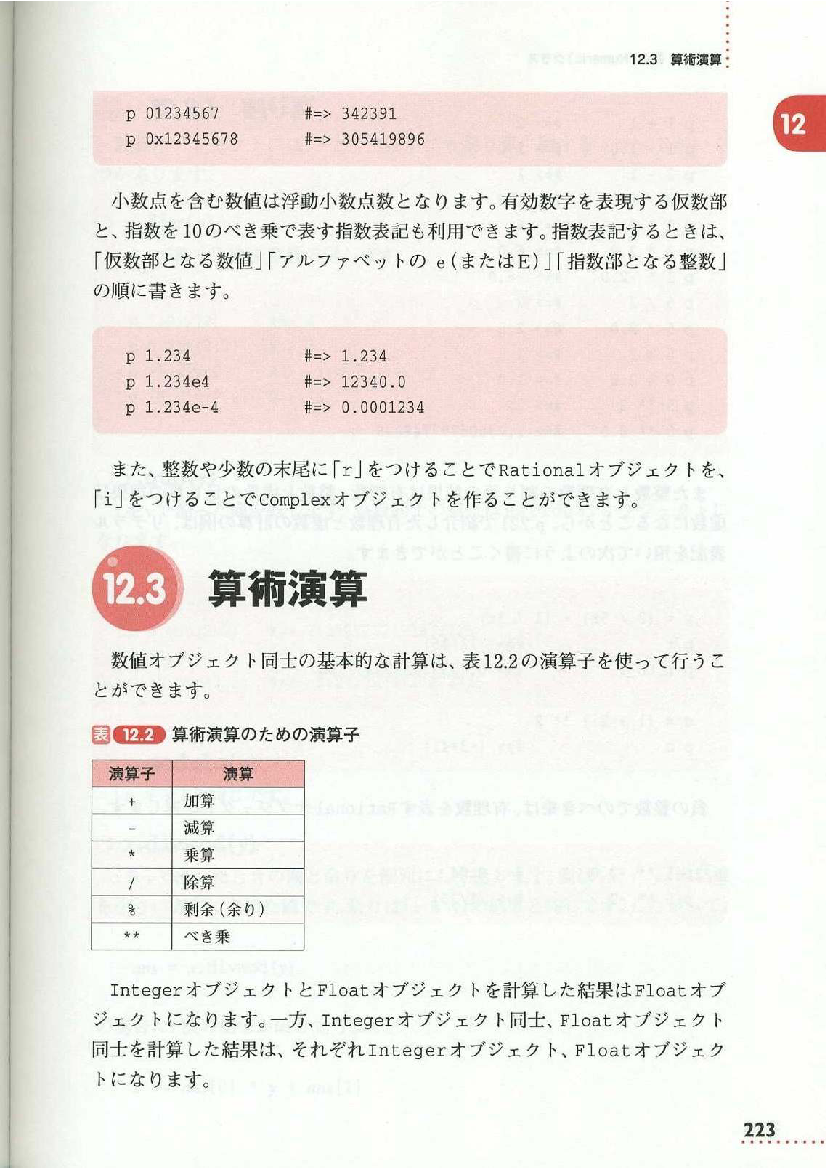 12.3 算術演算
12
p 01234567 #=> 342391
p 0x12345678 #=> 305419896
小数点を含む数値は浮動小数点数となります。有効数字を表現する仮数部
と、指数を10のべき乗で表す指数表記も利用できます。指数表記するときは、
「仮数部となる数値」「アルファベットの e(またはE)」「指数部となる整数」
の順に書きます。
p 1.234 #=> 1.234
p 1.234e4 #=> 12340.0
p 1.234e-4 #=> 0.0001234
また、整数や少数の末尾に「r」をつけることでRationalオブジェクトを、
「i」をつけることでComplexオブジェクトを作ることができます。
12.3 算術演算
数値オブジェクト同士の基本的な計算は、表12.2の演算子を使って行うこ
とができます。
表 12.2 算術演算のための演算子
演算子 演算
+ 加算
- 減算
* 乗算
/ 除算
% 剰余(余り)
** べき乗
IntegerオブジェクトとFloatオブジェクトを計算した結果はFloatオブ
ジェクトになります。一方、Integerオブジェクト同士、Floatオブジェクト
同士を計算した結果は、それぞれIntegerオブジェクト、Floatオブジェク
トになります。
223